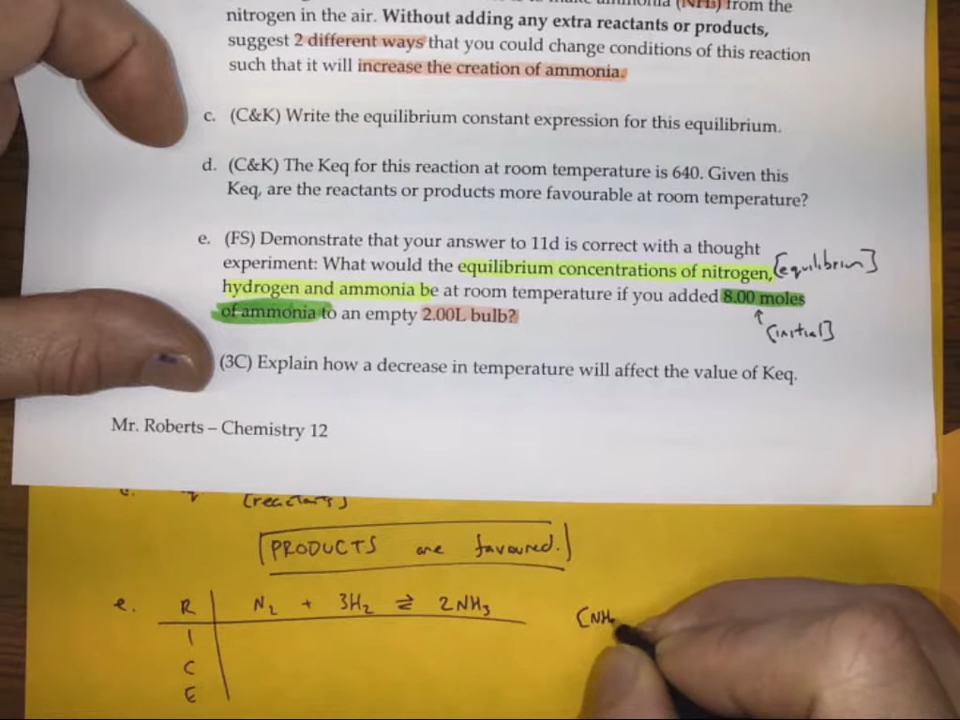 ammonia (NH₃) from the
nitrogen in the air. Without adding any extra reactants or products,
suggest 2 different ways that you could change conditions of this reaction
such that it will increase the creation of ammonia.
c. (C&K) Write the equilibrium constant expression for this equilibrium.
d. (C&K) The Keq for this reaction at room temperature is 640. Given this
Keq, are the reactants or products more favourable at room temperature?
e. (FS) Demonstrate that your answer to 11d is correct with a thought
experiment: What would the equilibrium concentrations of nitrogen, [equilibrium]
hydrogen and ammonia be at room temperature if you added 8.00 moles
of ammonia to an empty 2.00L bulb?
↑ [initial]
(3C) Explain how a decrease in temperature will affect the value of Keq.
Mr. Roberts – Chemistry 12
[reactants]
[PRODUCTS are favoured.]
e. R N₂ + 3H₂ ⇄ 2NH₃
[NH
I
C
E